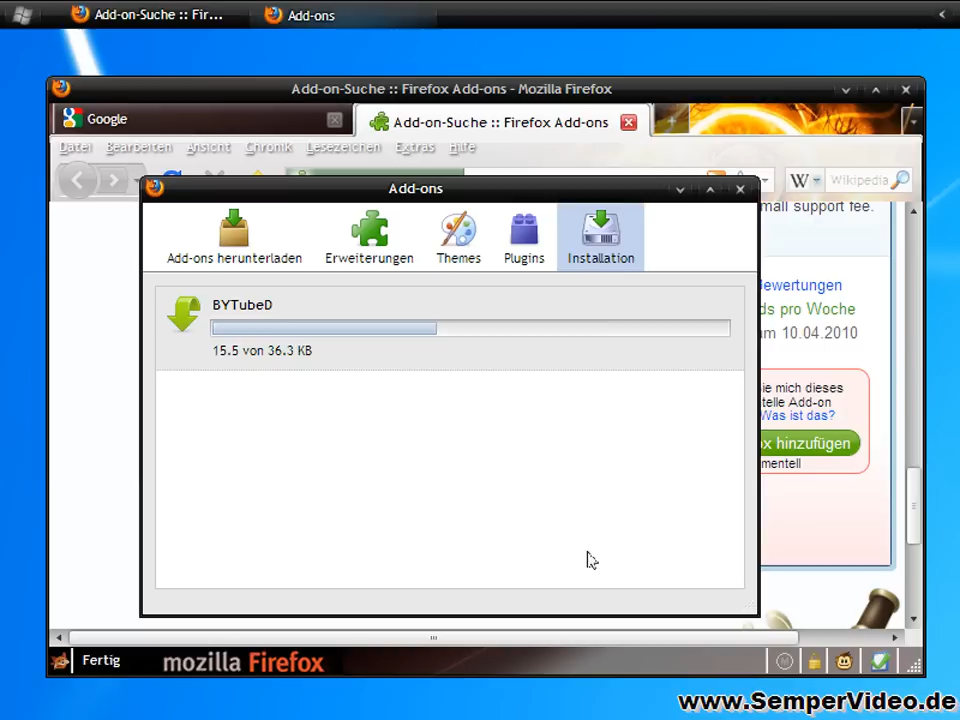 Add-on-Suche :: Fir...
Add-ons
Add-on-Suche :: Firefox Add-ons - Mozilla Firefox
Google
Add-on-Suche :: Firefox Add-ons
Datei Bearbeiten Ansicht Chronik Lesezeichen Extras Hilfe
W Wikipedia
Add-ons
mall support fee.
Add-ons herunterladen
Erweiterungen
Themes
Plugins
Installation
BYTubeD
15.5 von 36.3 KB
ewertungen
ds pro Woche
m 10.04.2010
ie mich dieses
telle Add-on
Was ist das?
ox hinzufügen
mentell
Fertig
mozilla Firefox
M
www.SemperVideo.de